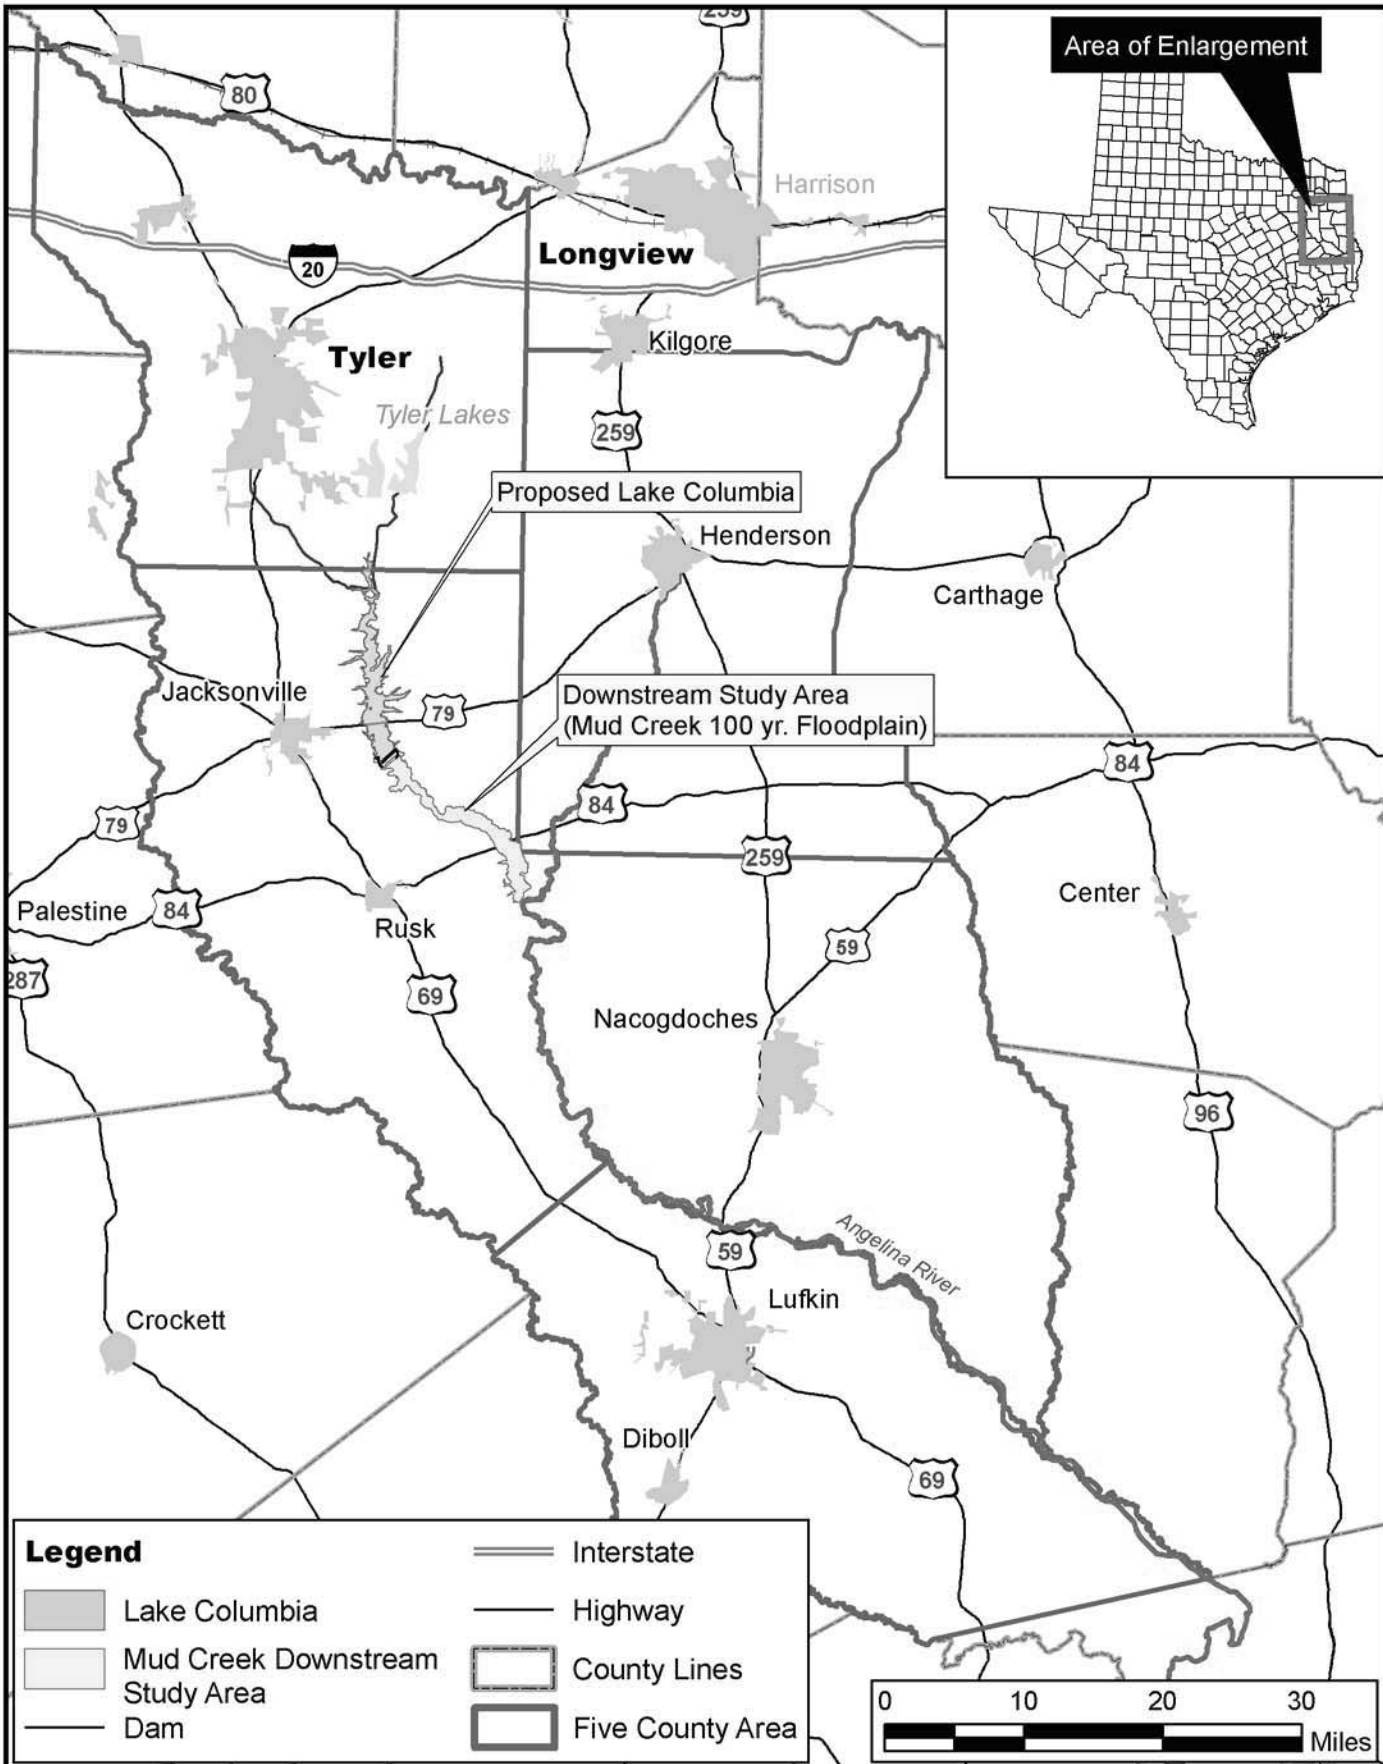 259
Area of Enlargement
80
Harrison
Longview
20
Kilgore
Tyler
Tyler Lakes
259
Proposed Lake Columbia
Henderson
Carthage
Jacksonville
Downstream Study Area
(Mud Creek 100 yr. Floodplain)
79
84
84
79
259
Center
Palestine
84
Rusk
59
287
69
Nacogdoches
96
Angelina River
59
Lufkin
Crockett
Diboll
69
Legend
Interstate
Lake Columbia
Highway
Mud Creek Downstream
Study Area
County Lines
Dam
Five County Area
0 10 20 30
Miles